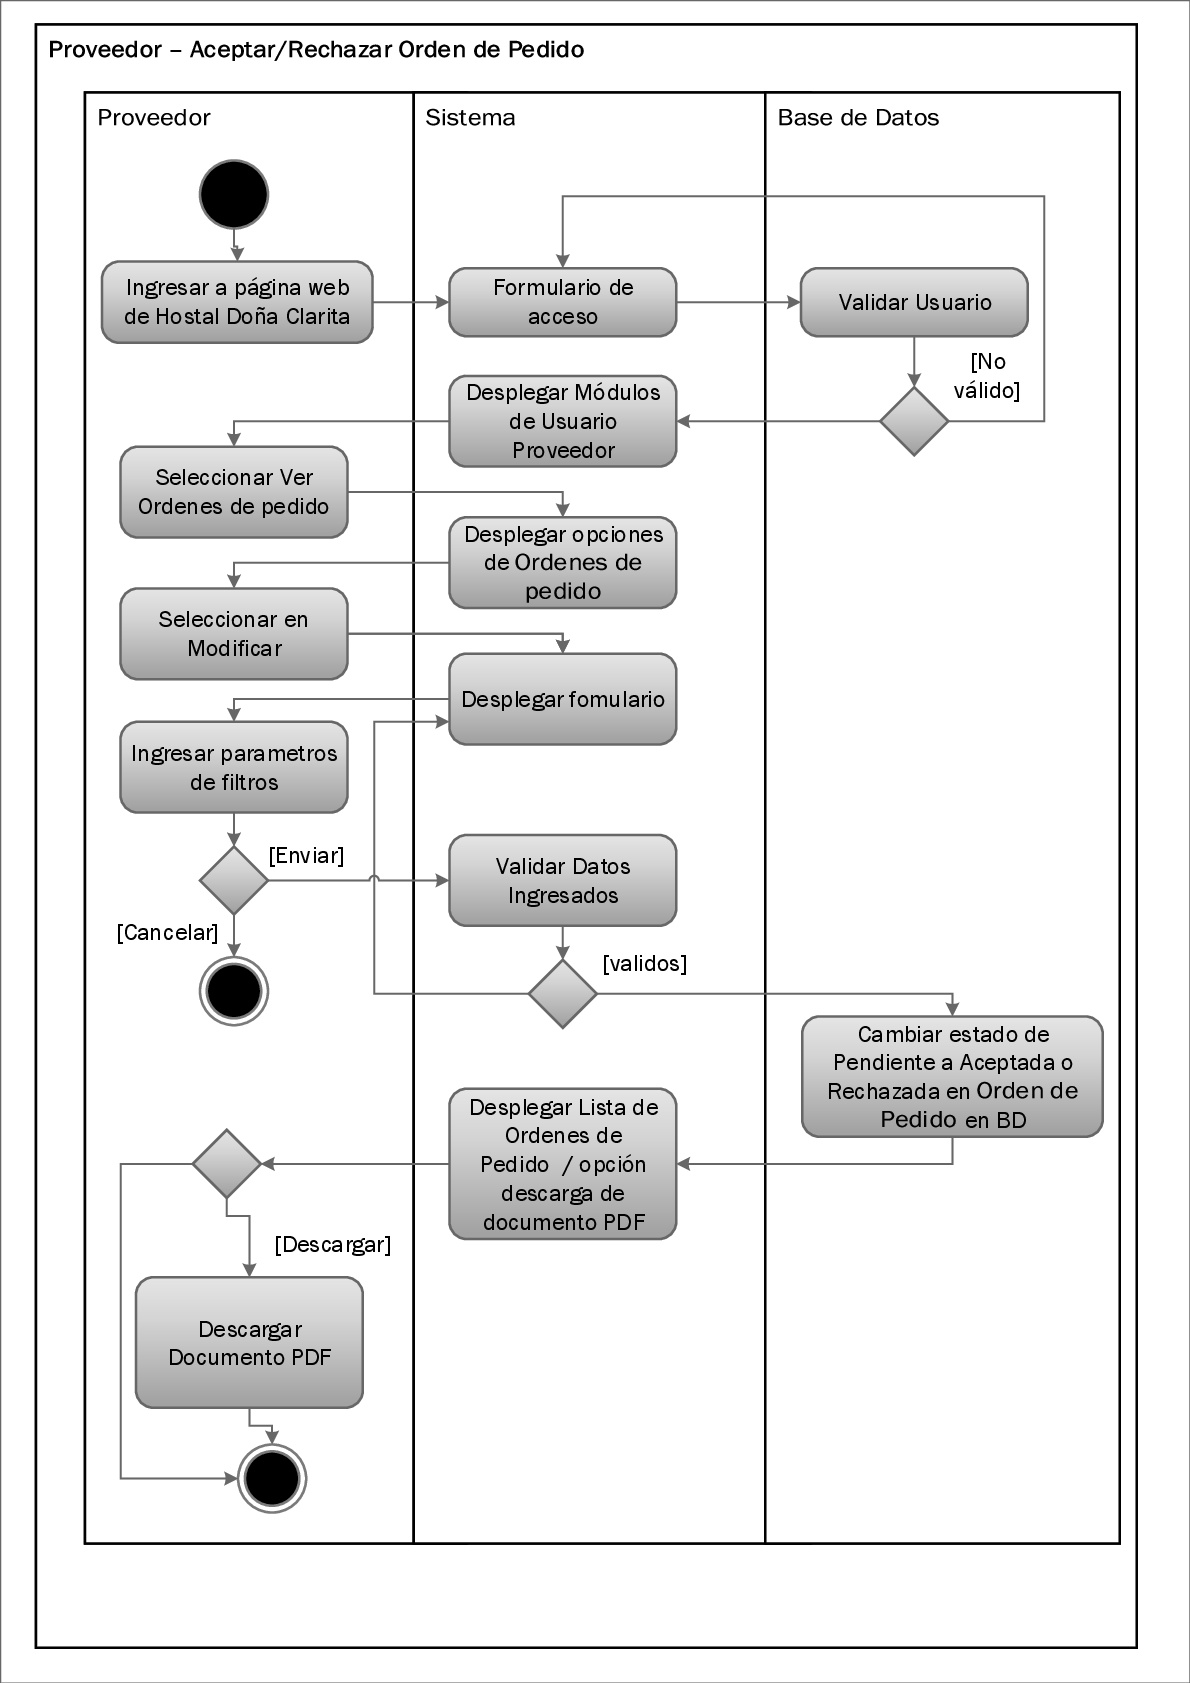 Proveedor – Aceptar/Rechazar Orden de Pedido
Proveedor
Sistema
Base de Datos
Ingresar a página web
de Hostal Doña Clarita
Formulario de
acceso
Validar Usuario
[No
válido]
Desplegar Módulos
de Usuario
Proveedor
Seleccionar Ver
Ordenes de pedido
Desplegar opciones
de Ordenes de
pedido
Seleccionar en
Modificar
Desplegar fomulario
Ingresar parametros
de filtros
[Enviar]
Validar Datos
Ingresados
[Cancelar]
[validos]
Cambiar estado de
Pendiente a Aceptada o
Rechazada en Orden de
Pedido en BD
Desplegar Lista de
Ordenes de
Pedido / opción
descarga de
documento PDF
[Descargar]
Descargar
Documento PDF